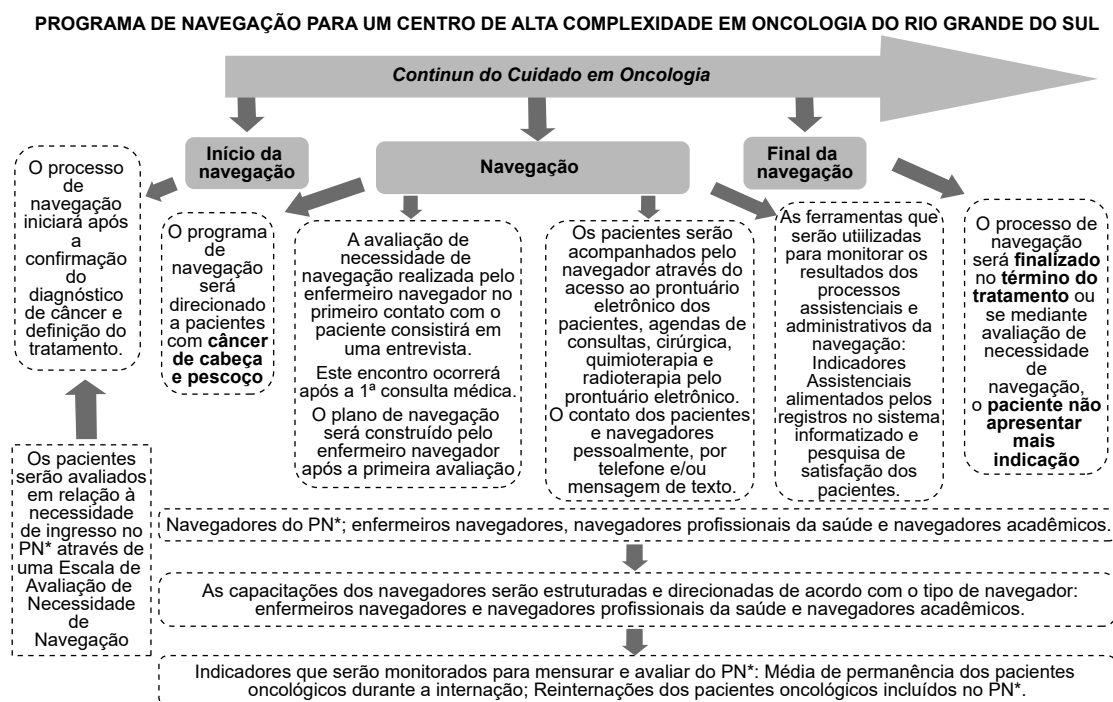 PROGRAMA DE NAVEGAÇÃO PARA UM CENTRO DE ALTA COMPLEXIDADE EM ONCOLOGIA DO RIO GRANDE DO SUL
Continun do Cuidado em Oncologia
Início da
navegação
Navegação
Final da
navegação
O processo
de
navegação
iniciará após
a
confirmação
do
diagnóstico
de câncer e
definição do
tratamento.
Os pacientes
serão avaliados
em relação à
necessidade
de ingresso no
PN* através de
uma Escala de
Avaliação de
Necessidade
de
Navegação
O programa
de
navegação
será
direcionado
a pacientes
com câncer
de cabeça
e pescoço
A avaliação de
necessidade de
navegação realizada pelo
enfermeiro navegador no
primeiro contato com o
paciente consistirá em
uma entrevista.
Este encontro ocorrerá
após a 1ª consulta médica.
O plano de navegação
será construído pelo
enfermeiro navegador
após a primeira avaliação
Os pacientes serão
acompanhados pelo
navegador através do
acesso ao prontuário
eletrônico dos
pacientes, agendas de
consultas, cirúrgica,
quimioterapia e
radioterapia pelo
prontuário eletrônico.
O contato dos pacientes
e navegadores
pessoalmente, por
telefone e/ou
mensagem de texto.
As ferramentas que
serão utiilizadas
para monitorar os
resultados dos
processos
assistenciais e
administrativos da
navegação:
Indicadores
Assistenciais
alimentados pelos
registros no sistema
informatizado e
pesquisa de
satisfação dos
pacientes.
O processo de
navegação
será finalizado
no término do
tratamento ou
se mediante
avaliação de
necessidade
de
navegação,
o paciente não
apresentar
mais
indicação
Navegadores do PN*; enfermeiros navegadores, navegadores profissionais da saúde e navegadores acadêmicos.
As capacitações dos navegadores serão estruturadas e direcionadas de acordo com o tipo de navegador:
enfermeiros navegadores e navegadores profissionais da saúde e navegadores acadêmicos.
Indicadores que serão monitorados para mensurar e avaliar do PN*: Média de permanência dos pacientes
oncológicos durante a internação; Reinternações dos pacientes oncológicos incluídos no PN*.